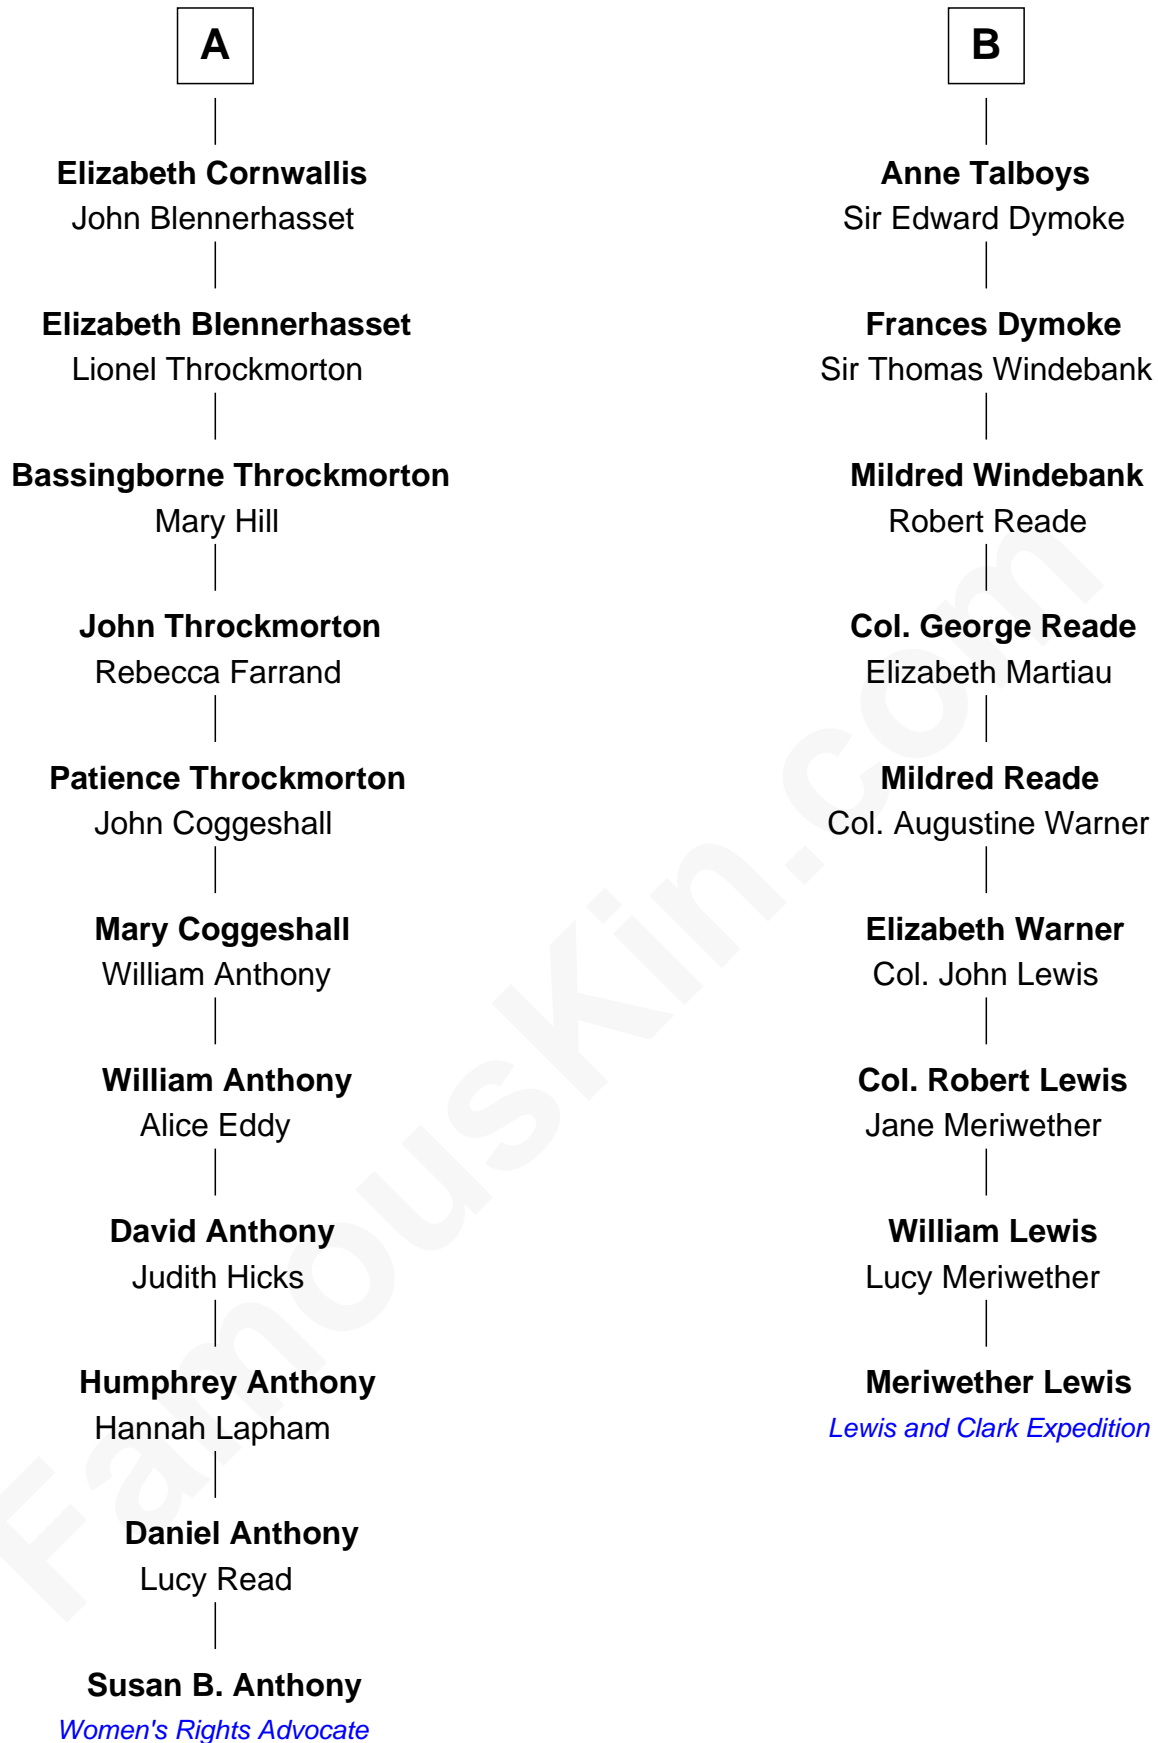 A
Elizabeth Cornwallis
John Blennerhasset
Elizabeth Blennerhasset
Lionel Throckmorton
Bassingborne Throckmorton
Mary Hill
John Throckmorton
Rebecca Farrand
Patience Throckmorton
John Coggeshall
Mary Coggeshall
William Anthony
William Anthony
Alice Eddy
David Anthony
Judith Hicks
Humphrey Anthony
Hannah Lapham
Daniel Anthony
Lucy Read
Susan B. Anthony
Women's Rights Advocate
B
Anne Talboys
Sir Edward Dymoke
Frances Dymoke
Sir Thomas Windebank
Mildred Windebank
Robert Reade
Col. George Reade
Elizabeth Martiau
Mildred Reade
Col. Augustine Warner
Elizabeth Warner
Col. John Lewis
Col. Robert Lewis
Jane Meriwether
William Lewis
Lucy Meriwether
Meriwether Lewis
Lewis and Clark Expedition
FamousKin.com